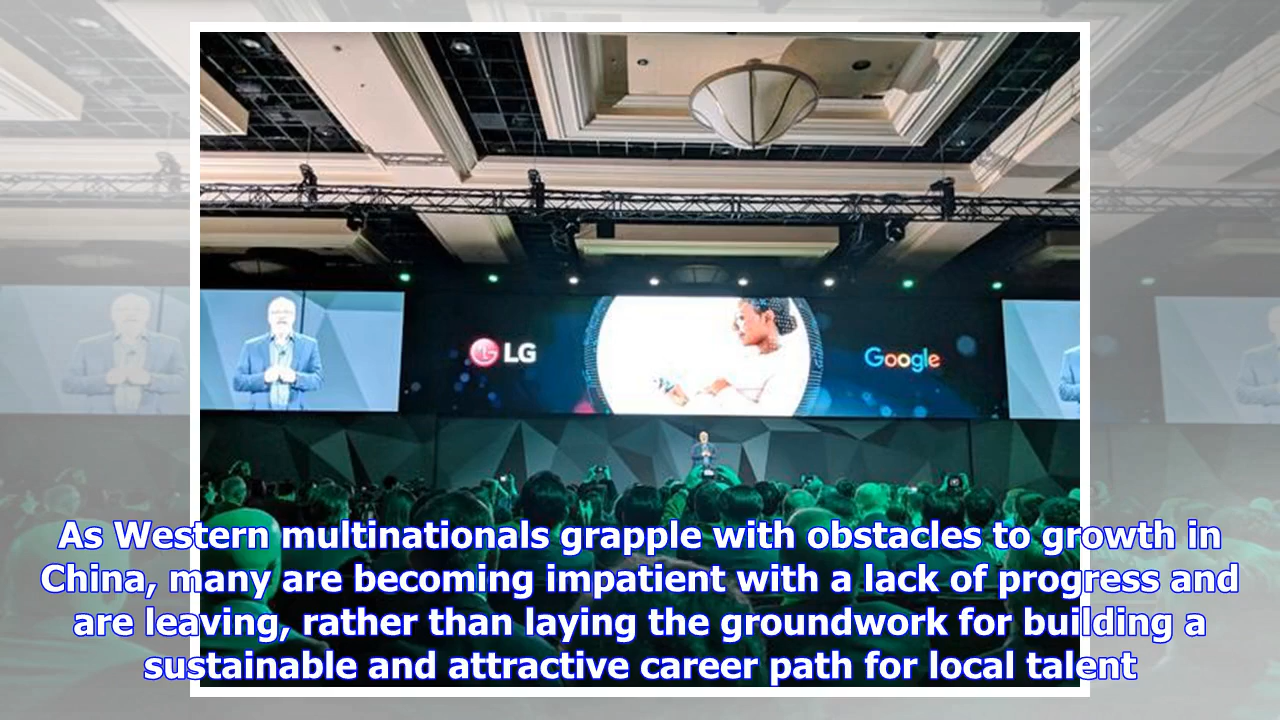 LG
Google
As Western multinationals grapple with obstacles to growth in
China, many are becoming impatient with a lack of progress and
are leaving, rather than laying the groundwork for building a
sustainable and attractive career path for local talent